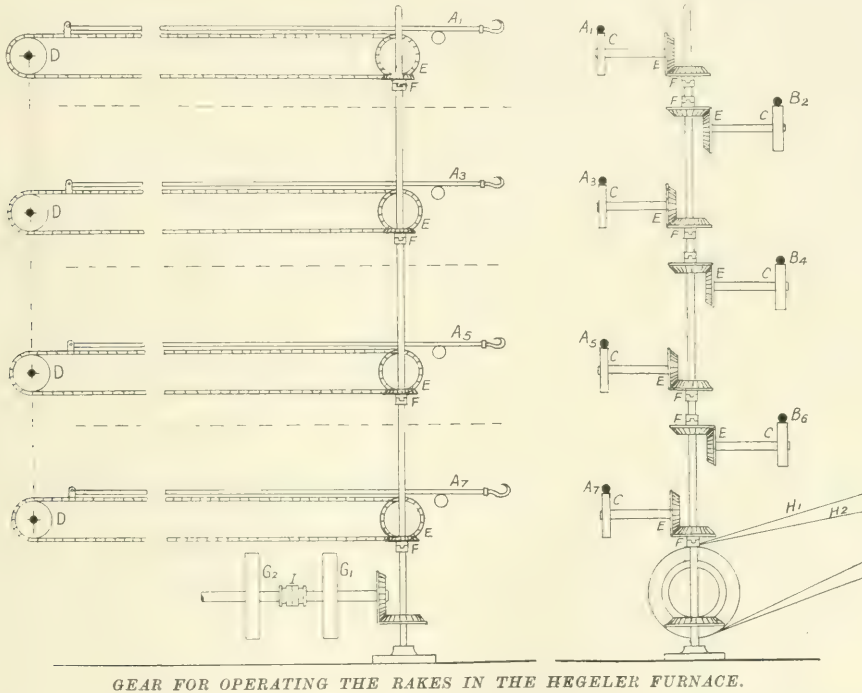 A1
E
F
D
A3
E
F
D
A5
E
F
D
A7
E
F
D
G2
I
G1
A1
C
E
F
F
E
C
B2
A3
C
E
F
E
C
B4
A5
C
E
F
F
E
C
B6
A7
C
E
F
H1
H2
GEAR FOR OPERATING THE RAKES IN THE HEGELER FURNACE.